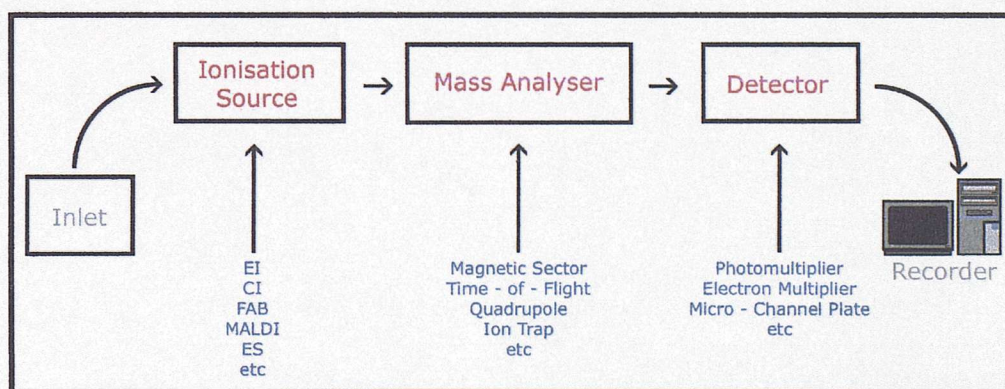 Inlet
Ionisation
Source
Mass Analyser
Detector
Recorder
EI
CI
FAB
MALDI
ES
etc
Magnetic Sector
Time - of - Flight
Quadrupole
Ion Trap
etc
Photomultiplier
Electron Multiplier
Micro - Channel Plate
etc